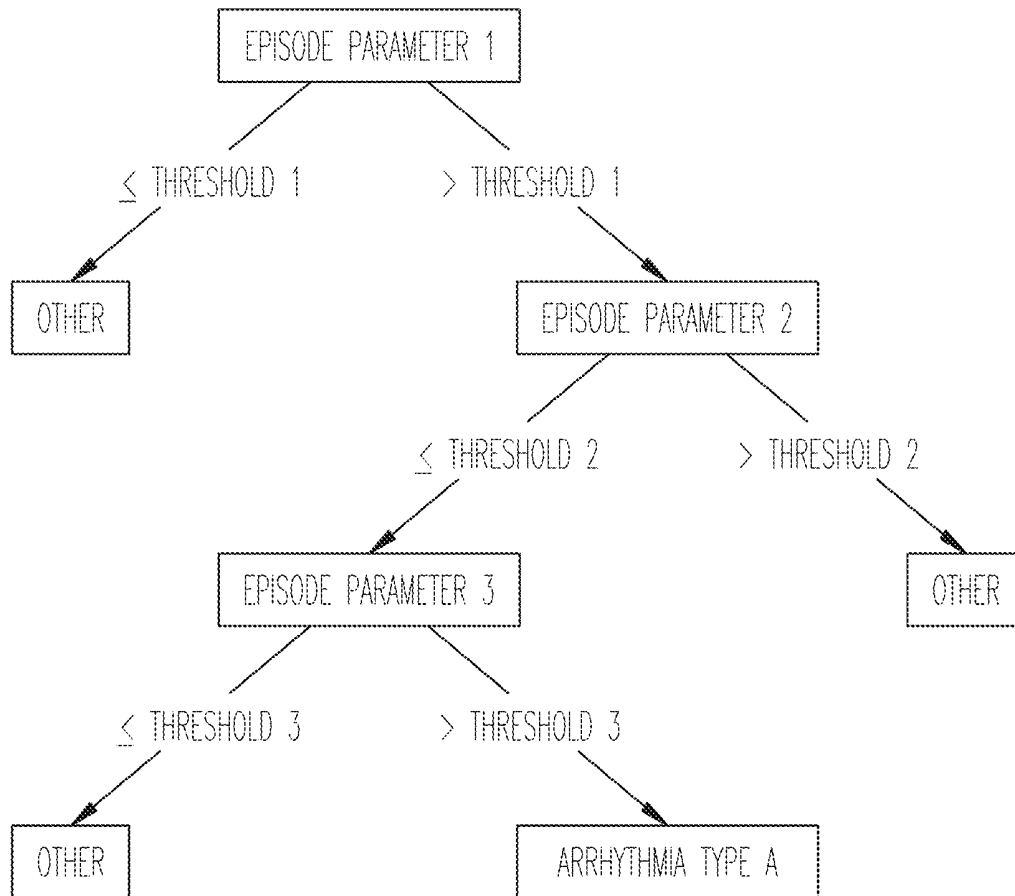 EPISODE PARAMETER 1
≤ THRESHOLD 1
> THRESHOLD 1
OTHER
EPISODE PARAMETER 2
≤ THRESHOLD 2
> THRESHOLD 2
EPISODE PARAMETER 3
OTHER
≤ THRESHOLD 3
> THRESHOLD 3
OTHER
ARRHYTHMIA TYPE A